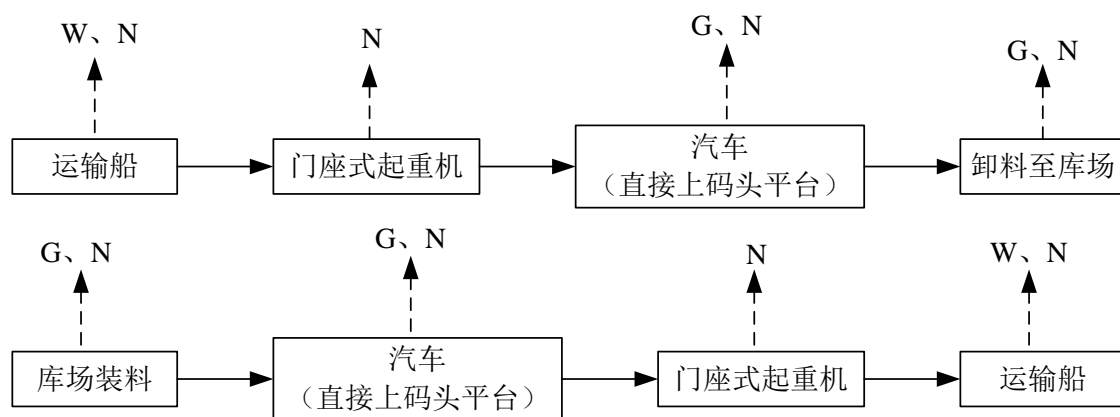 W、N
N
G、N
G、N
运输船
门座式起重机
汽车
（直接上码头平台）
卸料至库场
G、N
G、N
N
W、N
库场装料
汽车
（直接上码头平台）
门座式起重机
运输船